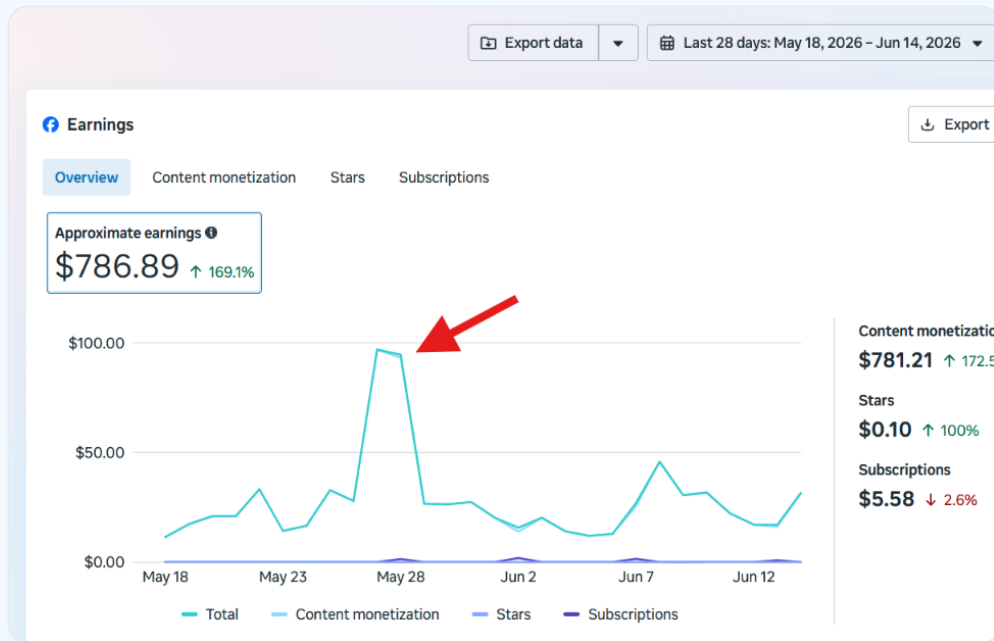 Export data
Last 28 days: May 18, 2026 – Jun 14, 2026
Earnings
Export
Overview Content monetization Stars Subscriptions
Approximate earnings
$786.89 ↑ 169.1%
$100.00
$50.00
$0.00
May 18 May 23 May 28 Jun 2 Jun 7 Jun 12
Total Content monetization Stars Subscriptions
Content monetizatio
$781.21 ↑ 172.5
Stars
$0.10 ↑ 100%
Subscriptions
$5.58 ↓ 2.6%